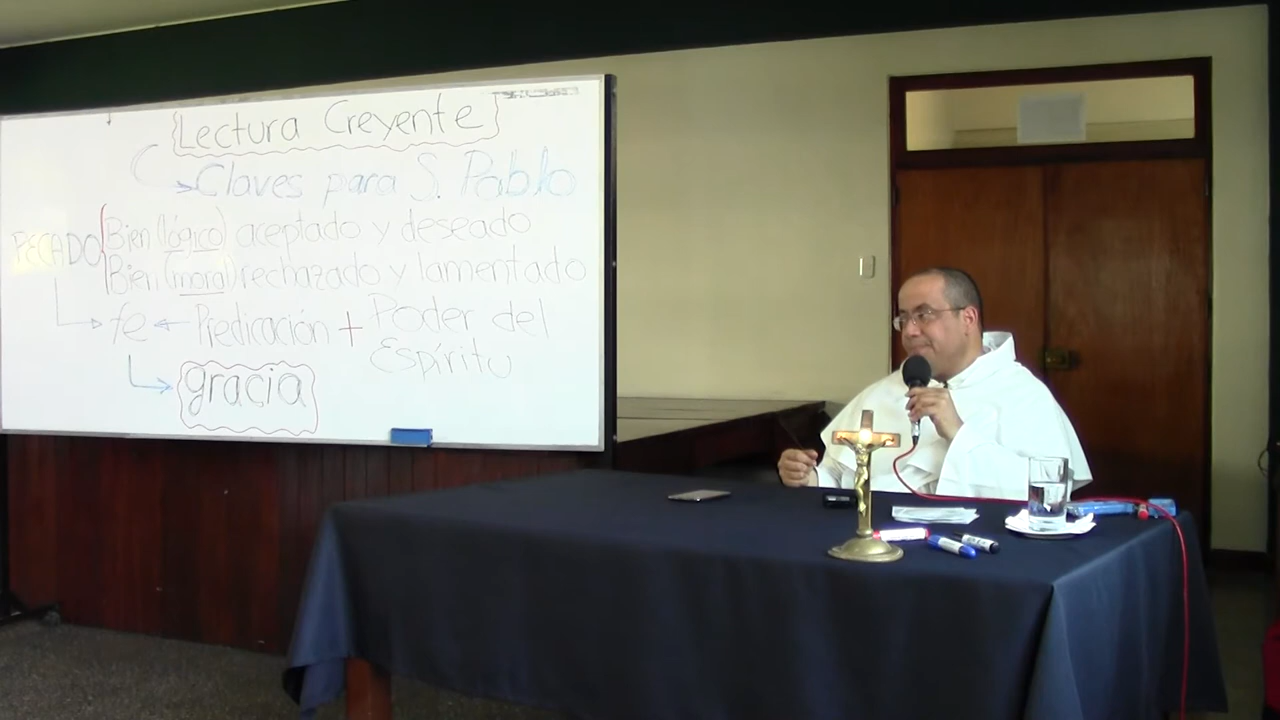 Lectura Creyente
Claves para S. Pablo
PECADO
Bien (lógico) aceptado y deseado
Bien (moral) rechazado y lamentado
fe ← Predicación + Poder del Espíritu
gracia